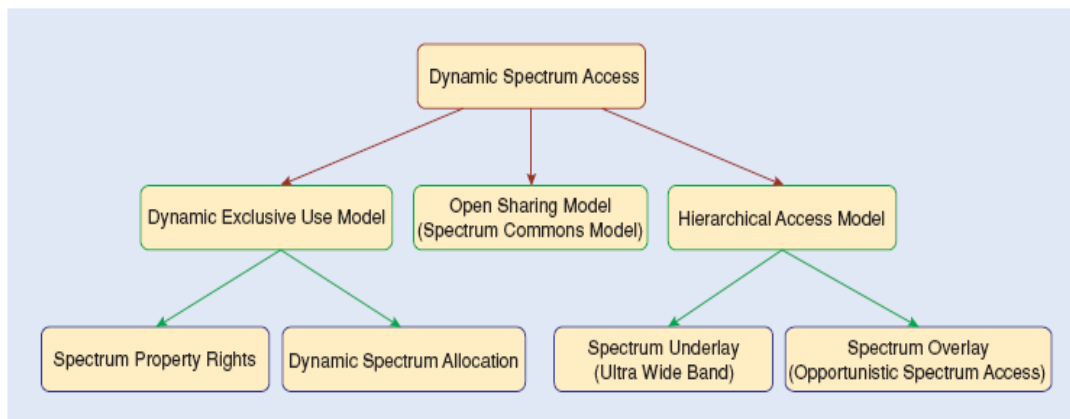 Dynamic Spectrum Access
Dynamic Exclusive Use Model
Open Sharing Model
(Spectrum Commons Model)
Hierarchical Access Model
Spectrum Property Rights
Dynamic Spectrum Allocation
Spectrum Underlay
(Ultra Wide Band)
Spectrum Overlay
(Opportunistic Spectrum Access)